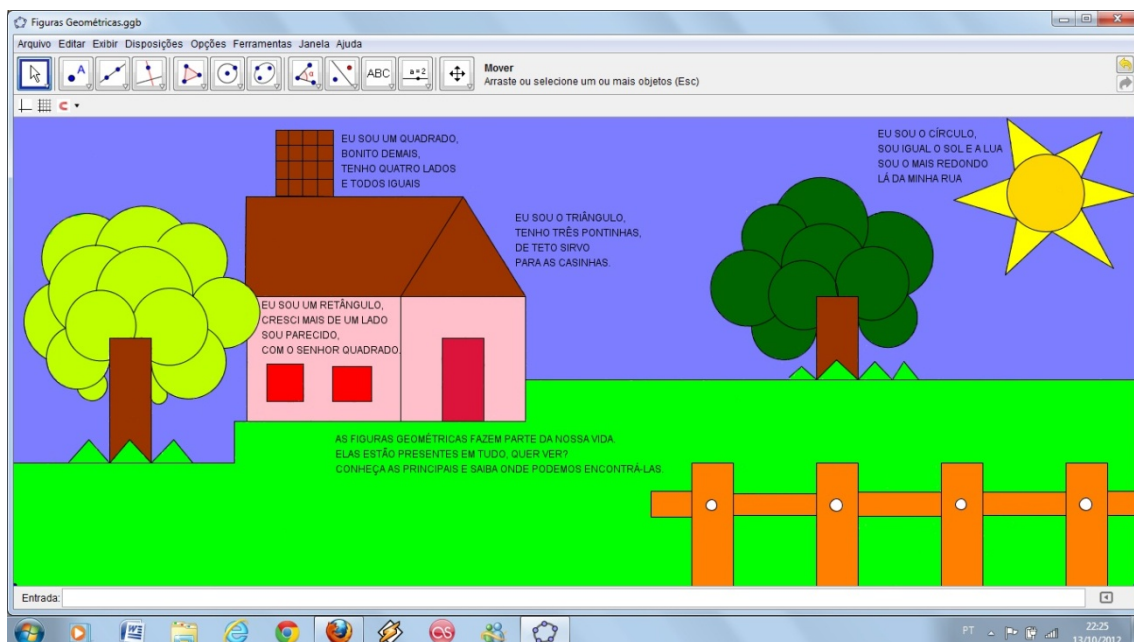 Figuras Geométricas.ggb
Arquivo Editar Exibir Disposições Opções Ferramentas Janela Ajuda
A
α
ABC
a=2
Mover
Arraste ou selecione um ou mais objetos (Esc)
EU SOU UM QUADRADO,
BONITO DEMAIS,
TENHO QUATRO LADOS
E TODOS IGUAIS
EU SOU O CÍRCULO,
SOU IGUAL O SOL E A LUA
SOU O MAIS REDONDO
LÁ DA MINHA RUA
EU SOU O TRIÂNGULO,
TENHO TRÊS PONTINHAS,
DE TETO SIRVO
PARA AS CASINHAS.
EU SOU UM RETÂNGULO,
CRESCI MAIS DE UM LADO
SOU PARECIDO,
COM O SENHOR QUADRADO.
AS FIGURAS GEOMÉTRICAS FAZEM PARTE DA NOSSA VIDA.
ELAS ESTÃO PRESENTES EM TUDO, QUER VER?
CONHEÇA AS PRINCIPAIS E SAIBA ONDE PODEMOS ENCONTRÁ-LAS.
Entrada:
PT
22:25
13/10/2012